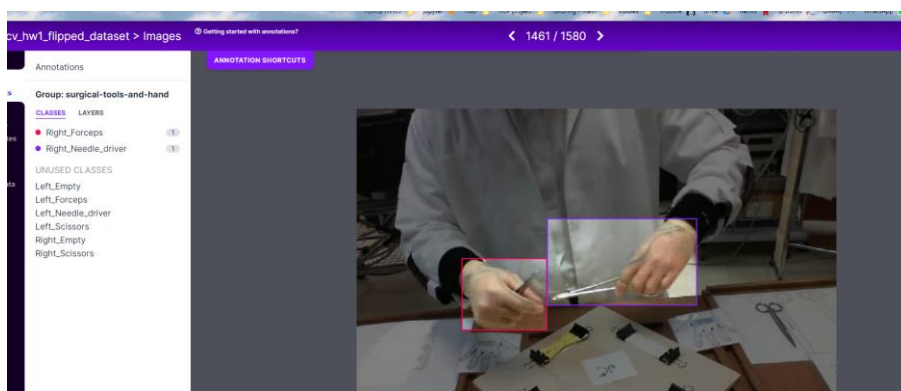 cv_hw1_flipped_dataset > Images
Getting started with annotations?
1461 / 1580
Annotations
ANNOTATION SHORTCUTS
Group: surgical-tools-and-hand
CLASSES LAYERS
Right_Forceps 1
Right_Needle_driver 1
UNUSED CLASSES
Left_Empty
Left_Forceps
Left_Needle_driver
Left_Scissors
Right_Empty
Right_Scissors